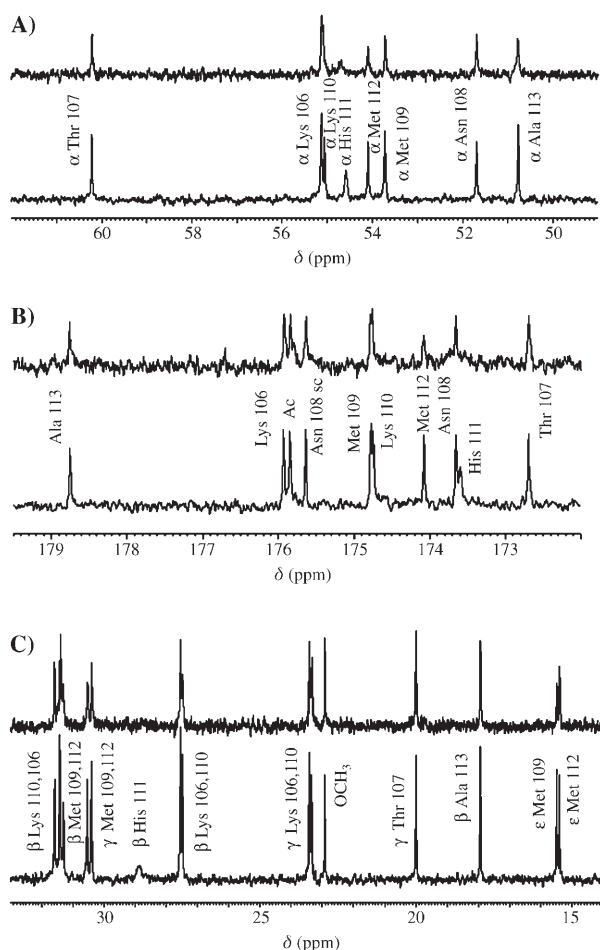 A)
α Thr 107
α Lys 106
α Lys 110
α His 111
α Met 112
α Met 109
α Asn 108
α Ala 113
60 58 56 54 52 50
δ (ppm)
B)
Ala 113
Lys 106
Ac
Asn 108 sc
Met 109
Lys 110
Met 112
Asn 108
His 111
Thr 107
179 178 177 176 175 174 173
δ (ppm)
C)
β Lys 110,106
β Met 109,112
γ Met 109,112
β His 111
β Lys 106,110
γ Lys 106,110
OCH₃
γ Thr 107
β Ala 113
ε Met 109
ε Met 112
30 25 20 15
δ (ppm)